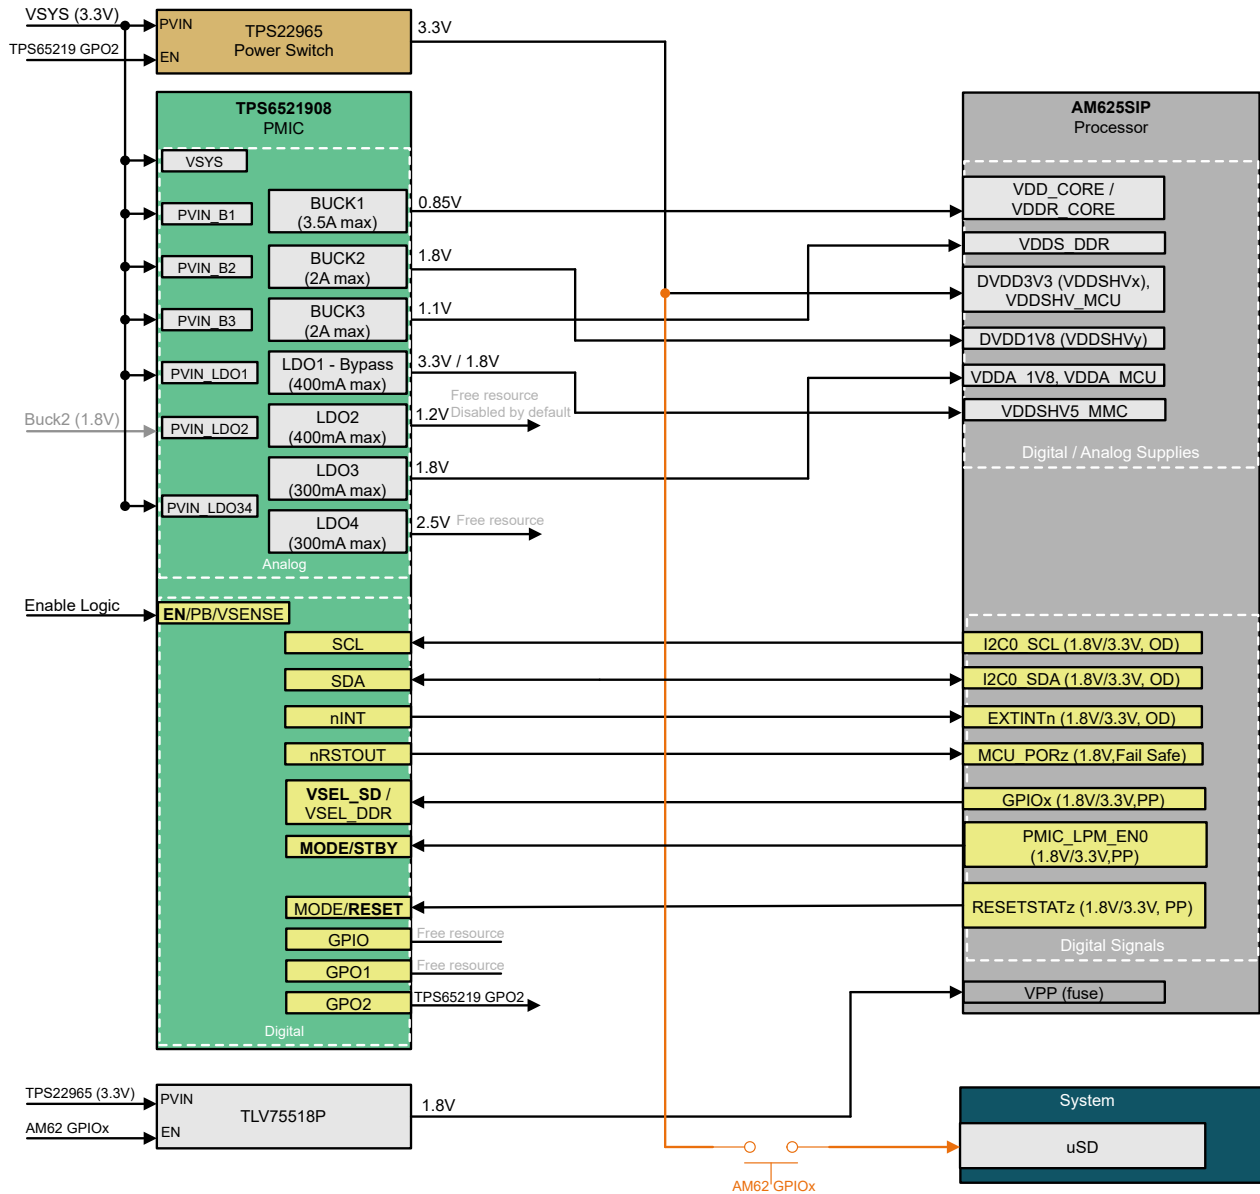 VSYS (3.3V)
PVIN
TPS22965
Power Switch
3.3V
TPS65219 GPO2
EN
TPS6521908
PMIC
AM625SIP
Processor
VSYS
PVIN_B1
BUCK1
(3.5A max)
0.85V
VDD_CORE /
VDDR_CORE
PVIN_B2
BUCK2
(2A max)
1.8V
VDDS_DDR
PVIN_B3
BUCK3
(2A max)
1.1V
DVDD3V3 (VDDSHVx),
VDDSHV_MCU
DVDD1V8 (VDDSHVy)
PVIN_LDO1
LDO1 - Bypass
(400mA max)
3.3V / 1.8V
VDDA_1V8, VDDA_MCU
Free resource
Disabled by default
Buck2 (1.8V)
PVIN_LDO2
LDO2
(400mA max)
1.2V
VDDSHV5_MMC
Digital / Analog Supplies
LDO3
(300mA max)
1.8V
PVIN_LDO34
LDO4
(300mA max)
2.5V
Free resource
Analog
Enable Logic
EN/PB/VSENSE
SCL
I2C0_SCL (1.8V/3.3V, OD)
SDA
I2C0_SDA (1.8V/3.3V, OD)
nINT
EXTINTn (1.8V/3.3V, OD)
nRSTOUT
MCU_PORz (1.8V,Fail Safe)
VSEL_SD /
VSEL_DDR
GPIOx (1.8V/3.3V,PP)
MODE/STBY
PMIC_LPM_EN0
(1.8V/3.3V,PP)
MODE/RESET
RESETSTATz (1.8V/3.3V, PP)
GPIO
Free resource
Digital Signals
GPO1
Free resource
GPO2
TPS65219 GPO2
VPP (fuse)
Digital
TPS22965 (3.3V)
PVIN
TLV75518P
1.8V
AM62 GPIOx
EN
System
uSD
AM62 GPIOx